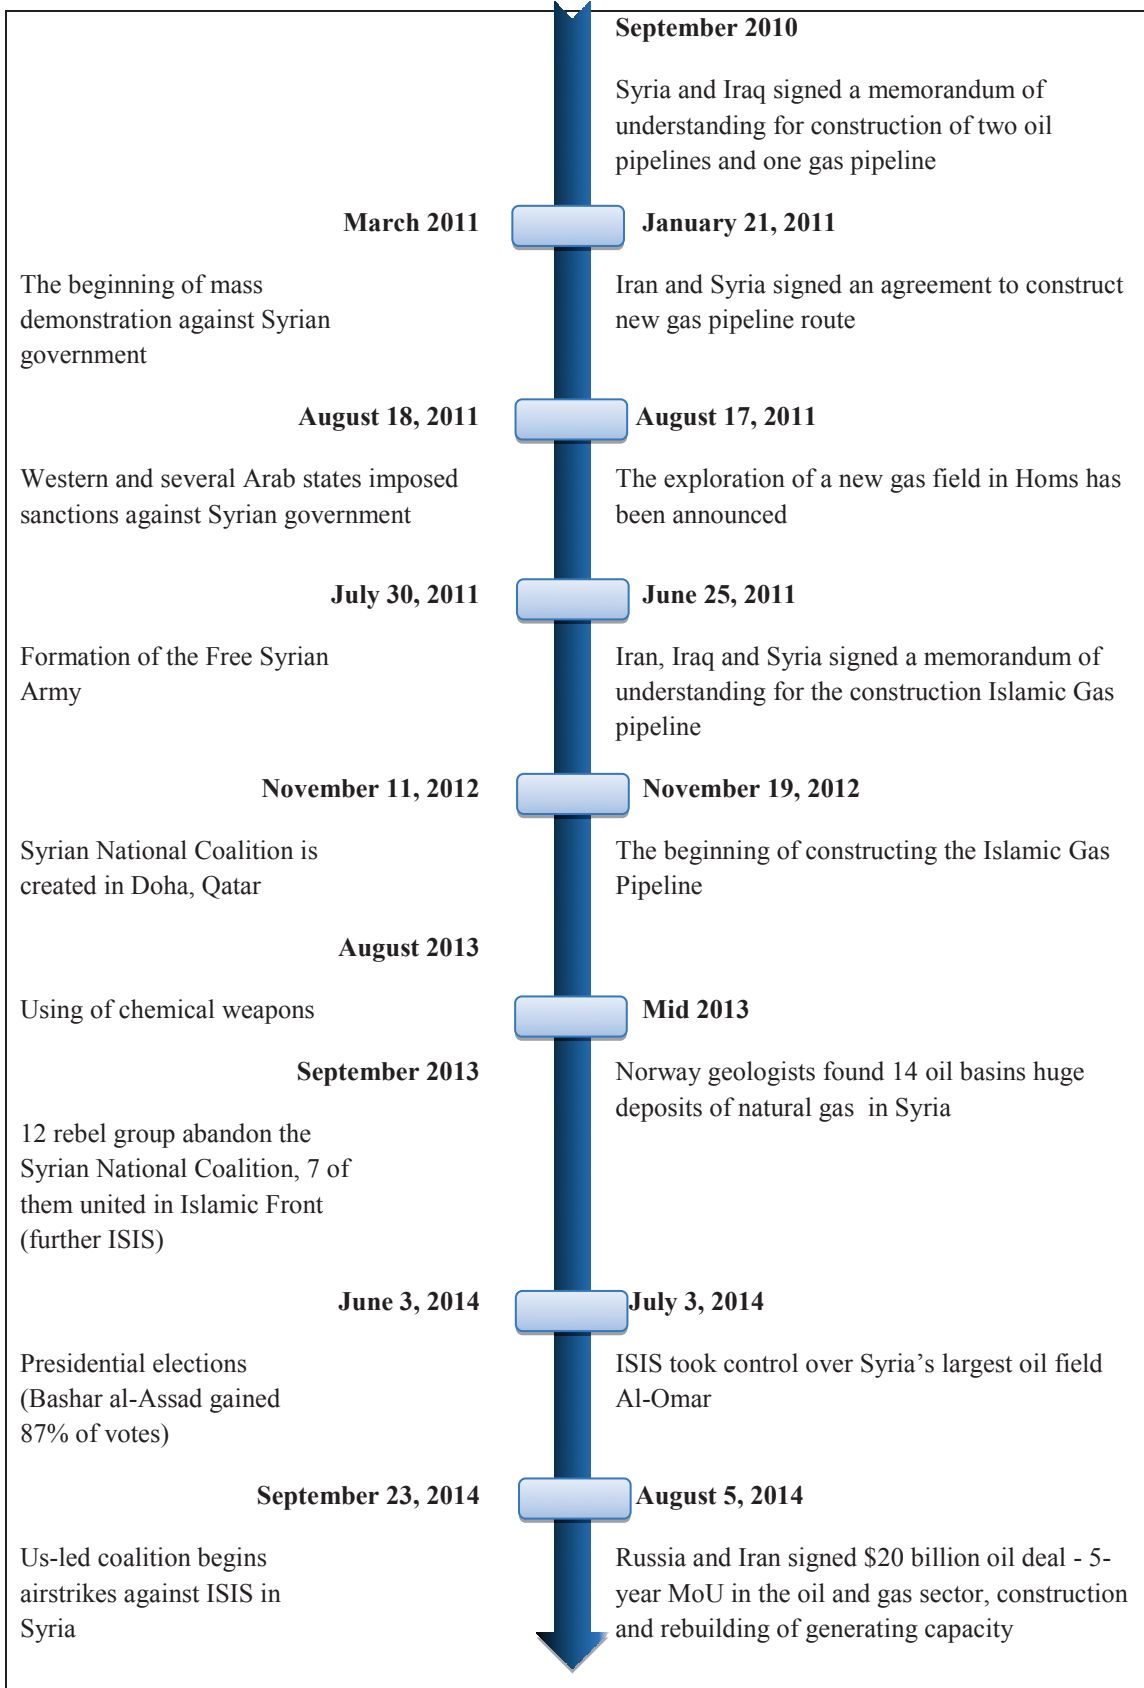 September 2010
Syria and Iraq signed a memorandum of
understanding for construction of two oil
pipelines and one gas pipeline
March 2011
January 21, 2011
The beginning of mass
demonstration against Syrian
government
Iran and Syria signed an agreement to construct
new gas pipeline route
August 18, 2011
August 17, 2011
Western and several Arab states imposed
sanctions against Syrian government
The exploration of a new gas field in Homs has
been announced
July 30, 2011
June 25, 2011
Formation of the Free Syrian
Army
Iran, Iraq and Syria signed a memorandum of
understanding for the construction Islamic Gas
pipeline
November 11, 2012
November 19, 2012
Syrian National Coalition is
created in Doha, Qatar
The beginning of constructing the Islamic Gas
Pipeline
August 2013
Using of chemical weapons
Mid 2013
September 2013
Norway geologists found 14 oil basins huge
deposits of natural gas  in Syria
12 rebel group abandon the
Syrian National Coalition, 7 of
them united in Islamic Front
(further ISIS)
June 3, 2014
July 3, 2014
Presidential elections
(Bashar al-Assad gained
87% of votes)
ISIS took control over Syria’s largest oil field
Al-Omar
September 23, 2014
August 5, 2014
Us-led coalition begins
airstrikes against ISIS in
Syria
Russia and Iran signed $20 billion oil deal - 5-
year MoU in the oil and gas sector, construction
and rebuilding of generating capacity